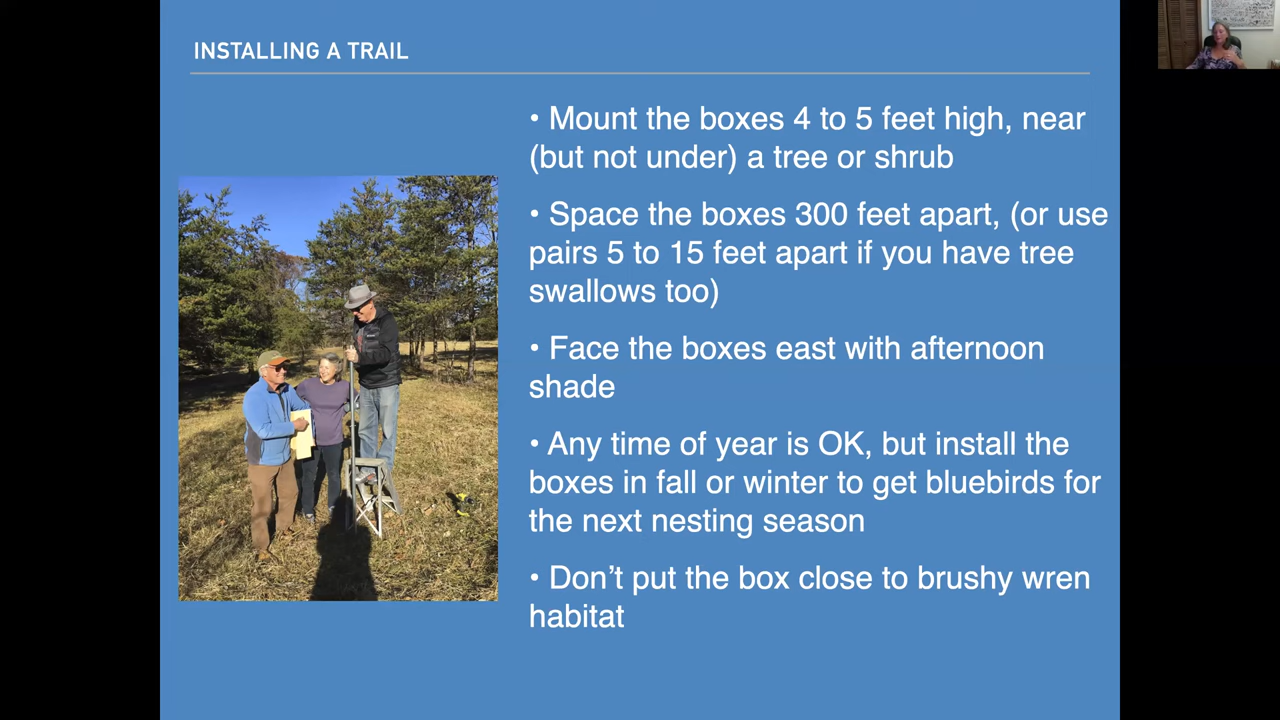 INSTALLING A TRAIL
• Mount the boxes 4 to 5 feet high, near
(but not under) a tree or shrub
• Space the boxes 300 feet apart, (or use
pairs 5 to 15 feet apart if you have tree
swallows too)
• Face the boxes east with afternoon
shade
• Any time of year is OK, but install the
boxes in fall or winter to get bluebirds for
the next nesting season
• Don’t put the box close to brushy wren
habitat